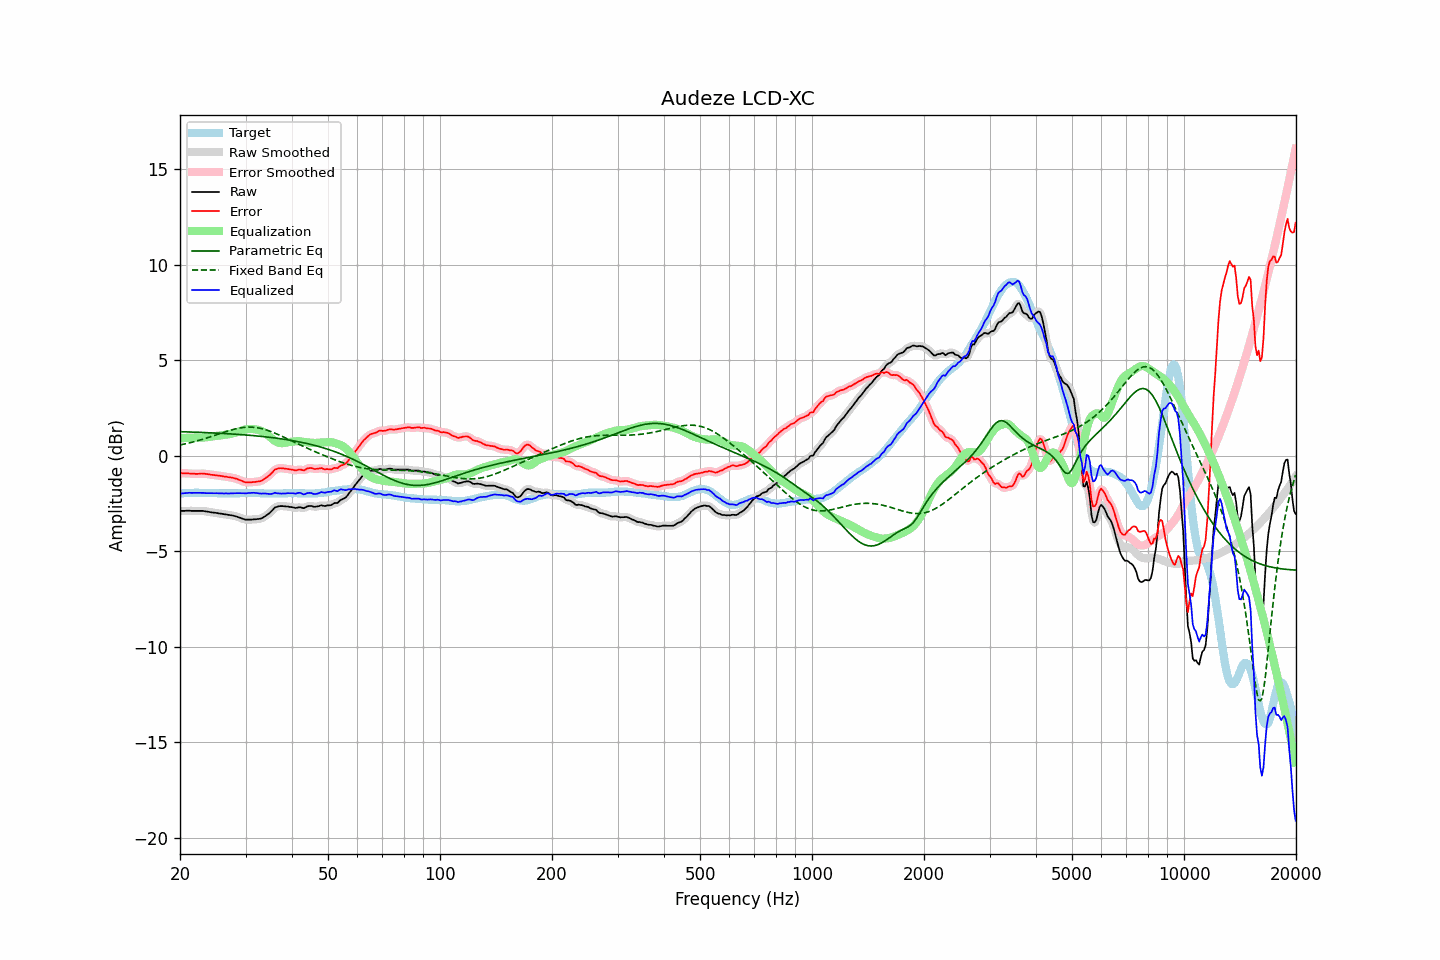 Audeze LCD-XC
Target
Raw Smoothed
Error Smoothed
Raw
Error
Equalization
Parametric Eq
Fixed Band Eq
Equalized
15
10
5
0
−5
−10
−15
−20
Amplitude (dBr)
20 50 100 200 500 1000 2000 5000 10000 20000
Frequency (Hz)